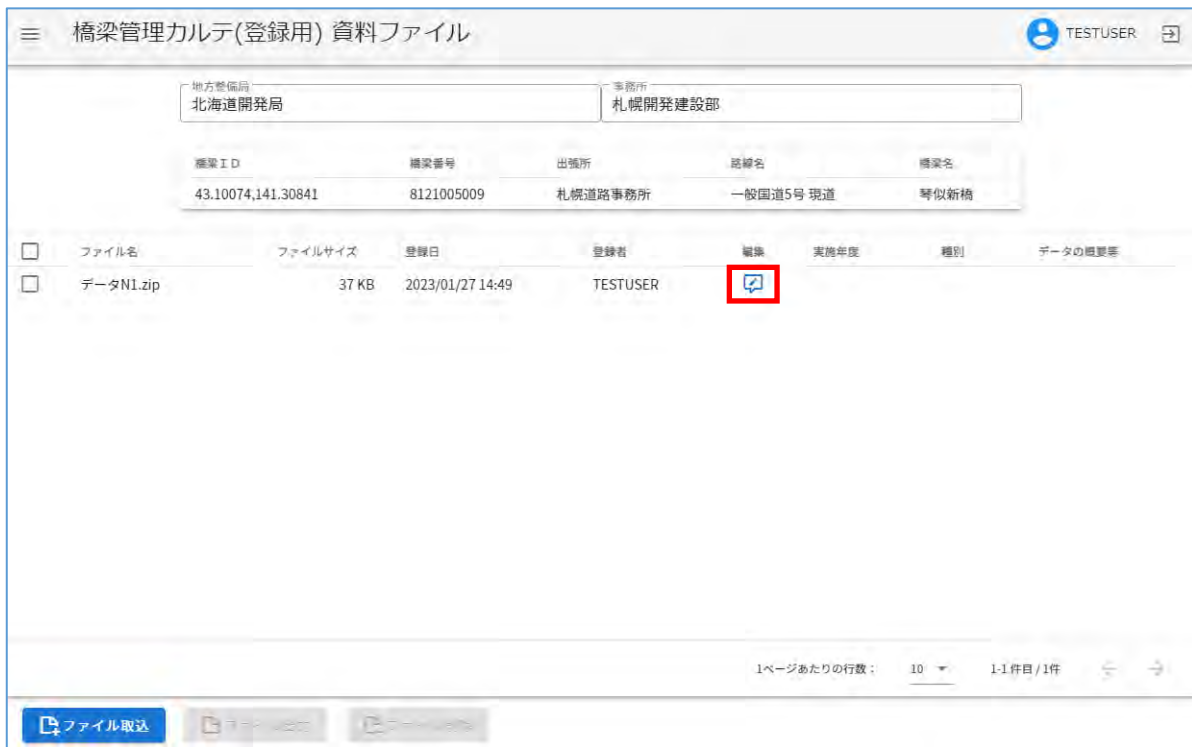 橋梁管理カルテ(登録用) 資料ファイル
TESTUSER
地方整備局 事務所
北海道開発局 札幌開発建設部
橋梁ID 橋梁番号 出張所 路線名 橋梁名
43.10074,141.30841 8121005009 札幌道路事務所 一般国道5号 現道 琴似新橋
ファイル名 ファイルサイズ 登録日 登録者 編集 実施年度 種別 データの概要等
データN1.zip 37 KB 2023/01/27 14:49 TESTUSER
1ページあたりの行数: 10 1-1 件目 / 1件
ファイル取込